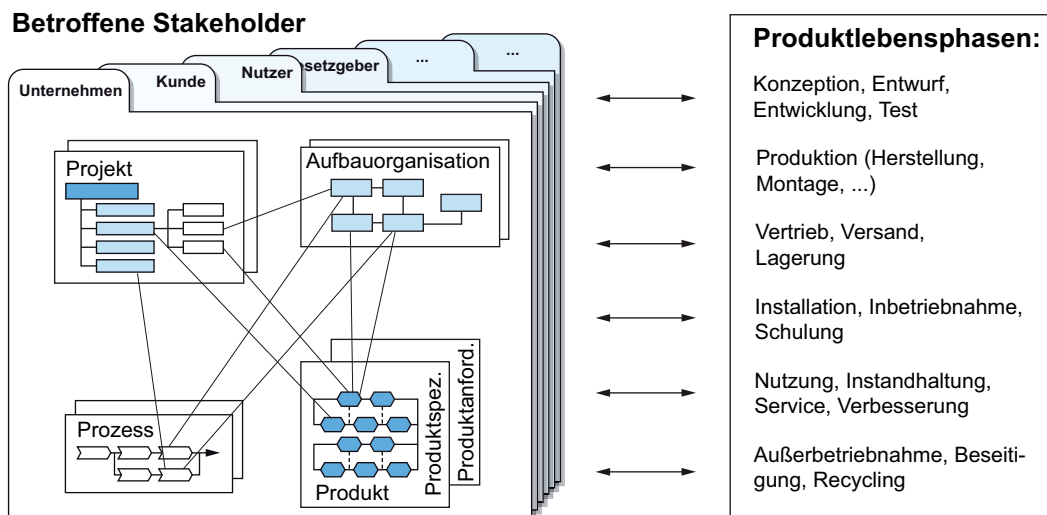 Betroffene Stakeholder
Unternehmen
Kunde
Nutzer
setzgeber
...
...
Projekt
Aufbauorganisation
Prozess
Produkt
Produktspez.
Produktanford.
Produktlebensphasen:
Konzeption, Entwurf,
Entwicklung, Test
Produktion (Herstellung,
Montage, ...)
Vertrieb, Versand,
Lagerung
Installation, Inbetriebnahme,
Schulung
Nutzung, Instandhaltung,
Service, Verbesserung
Außerbetriebnahme, Beseiti-
gung, Recycling